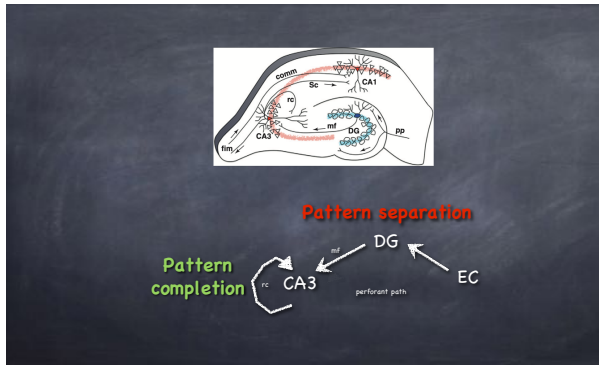 comm
CA1
Sc
rc
mf
DG
pp
CA3
fim
Pattern separation
mf
DG
Pattern
completion
rc
CA3
EC
perforant path